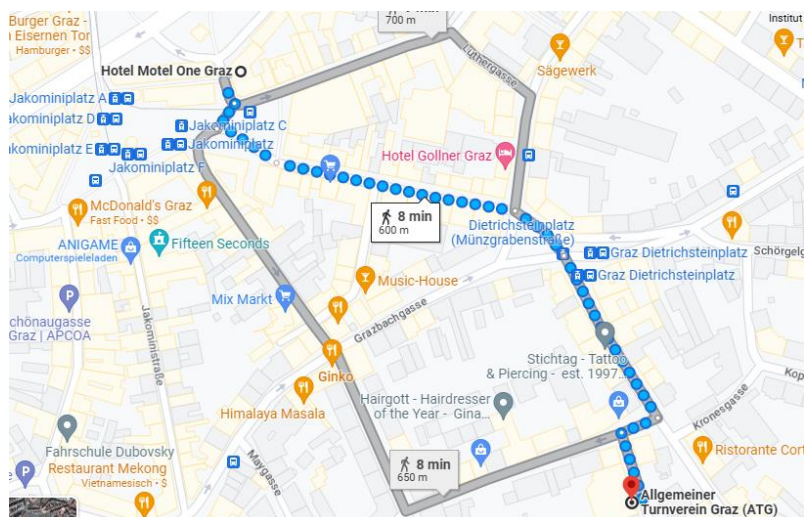 Burger Graz -
Eisernen Tor
Hamburger • $$
700 m
Institut
Hotel Motel One Graz
Luthergasse
Sägewerk
Jakominiplatz A
Jakominiplatz D
Jakominiplatz C
Jakominiplatz E
Jakominiplatz
Jakominiplatz F
Hotel Gollner Graz
McDonald's Graz
Fast Food • $$
8 min
600 m
Dietrichsteinplatz
(Münzgrabenstraße)
ANIGAME
Computerspieleladen
Fifteen Seconds
Graz Dietrichsteinplatz
Graz Dietrichsteinplatz
Schörgelg
Music-House
Mix Markt
P
chönaugasse
Graz | APCOA
Jakoministraße
Grazbachgasse
Stichtag - Tattoo
& Piercing - est. 1997...
Ginko
Himalaya Masala
Hairgott - Hairdresser
of the Year - Gina...
Kronesgasse
Kop
Fahrschule Dubovsky
Restaurant Mekong
Vietnamesisch • $
Maygasse
8 min
650 m
Ristorante Cort
P
Allgemeiner
Turnverein Graz (ATG)